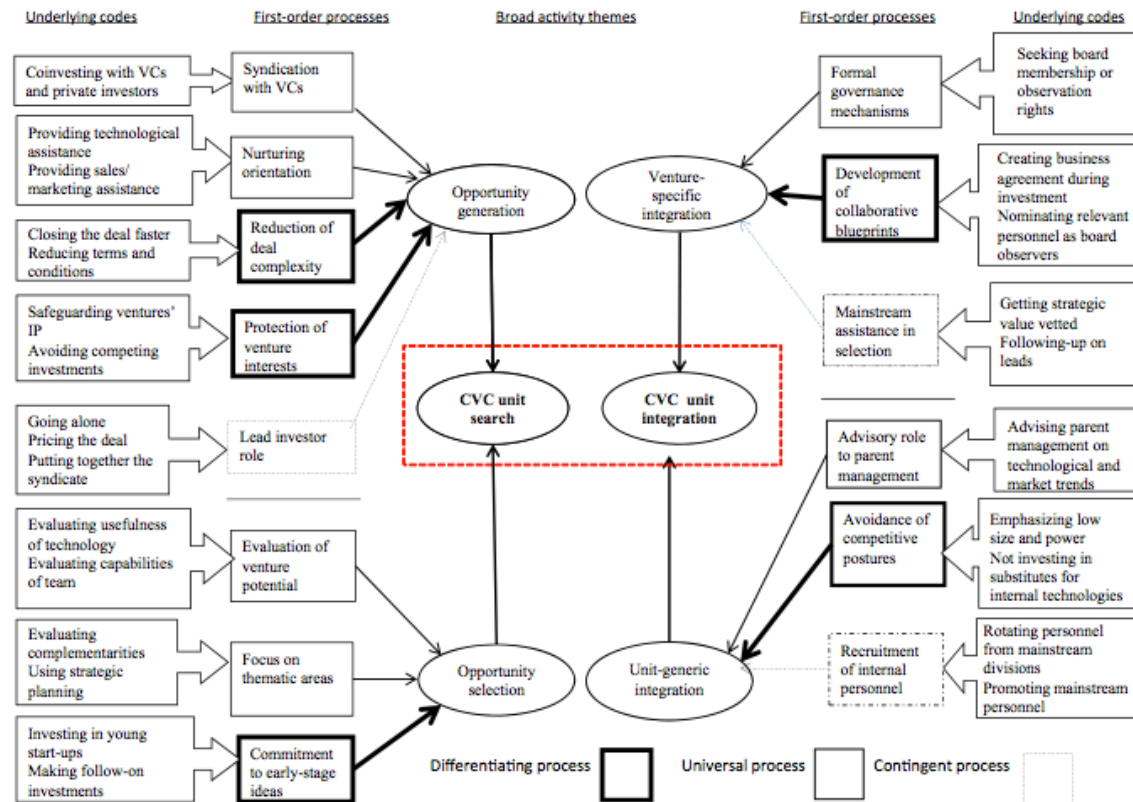 Underlying codes
First-order processes
Broad activity themes
First-order processes
Underlying codes
Coinvesting with VCs
and private investors
Syndication
with VCs
Providing technological
assistance
Providing sales/
marketing assistance
Nurturing
orientation
Closing the deal faster
Reducing terms and
conditions
Reduction of
deal
complexity
Safeguarding ventures'
IP
Avoiding competing
investments
Protection of
venture
interests
Going alone
Pricing the deal
Putting together the
syndicate
Lead investor
role
Evaluating usefulness
of technology
Evaluating capabilities
of team
Evaluation of
venture
potential
Evaluating
complementarities
Using strategic
planning
Focus on
thematic areas
Investing in young
start-ups
Making follow-on
investments
Commitment
to early-stage
ideas
Opportunity
generation
Venture-
specific
integration
CVC unit
search
CVC unit
integration
Opportunity
selection
Unit-generic
integration
Formal
governance
mechanisms
Seeking board
membership or
observation
rights
Development
of
collaborative
blueprints
Creating business
agreement during
investment
Nominating relevant
personnel as board
observers
Mainstream
assistance in
selection
Getting strategic
value vetted
Following-up on
leads
Advisory role
to parent
management
Advising parent
management on
technological and
market trends
Avoidance of
competitive
postures
Emphasizing low
size and power
Not investing in
substitutes for
internal technologies
Recruitment
of internal
personnel
Rotating personnel
from mainstream
divisions
Promoting mainstream
personnel
Differentiating process
Universal process
Contingent process